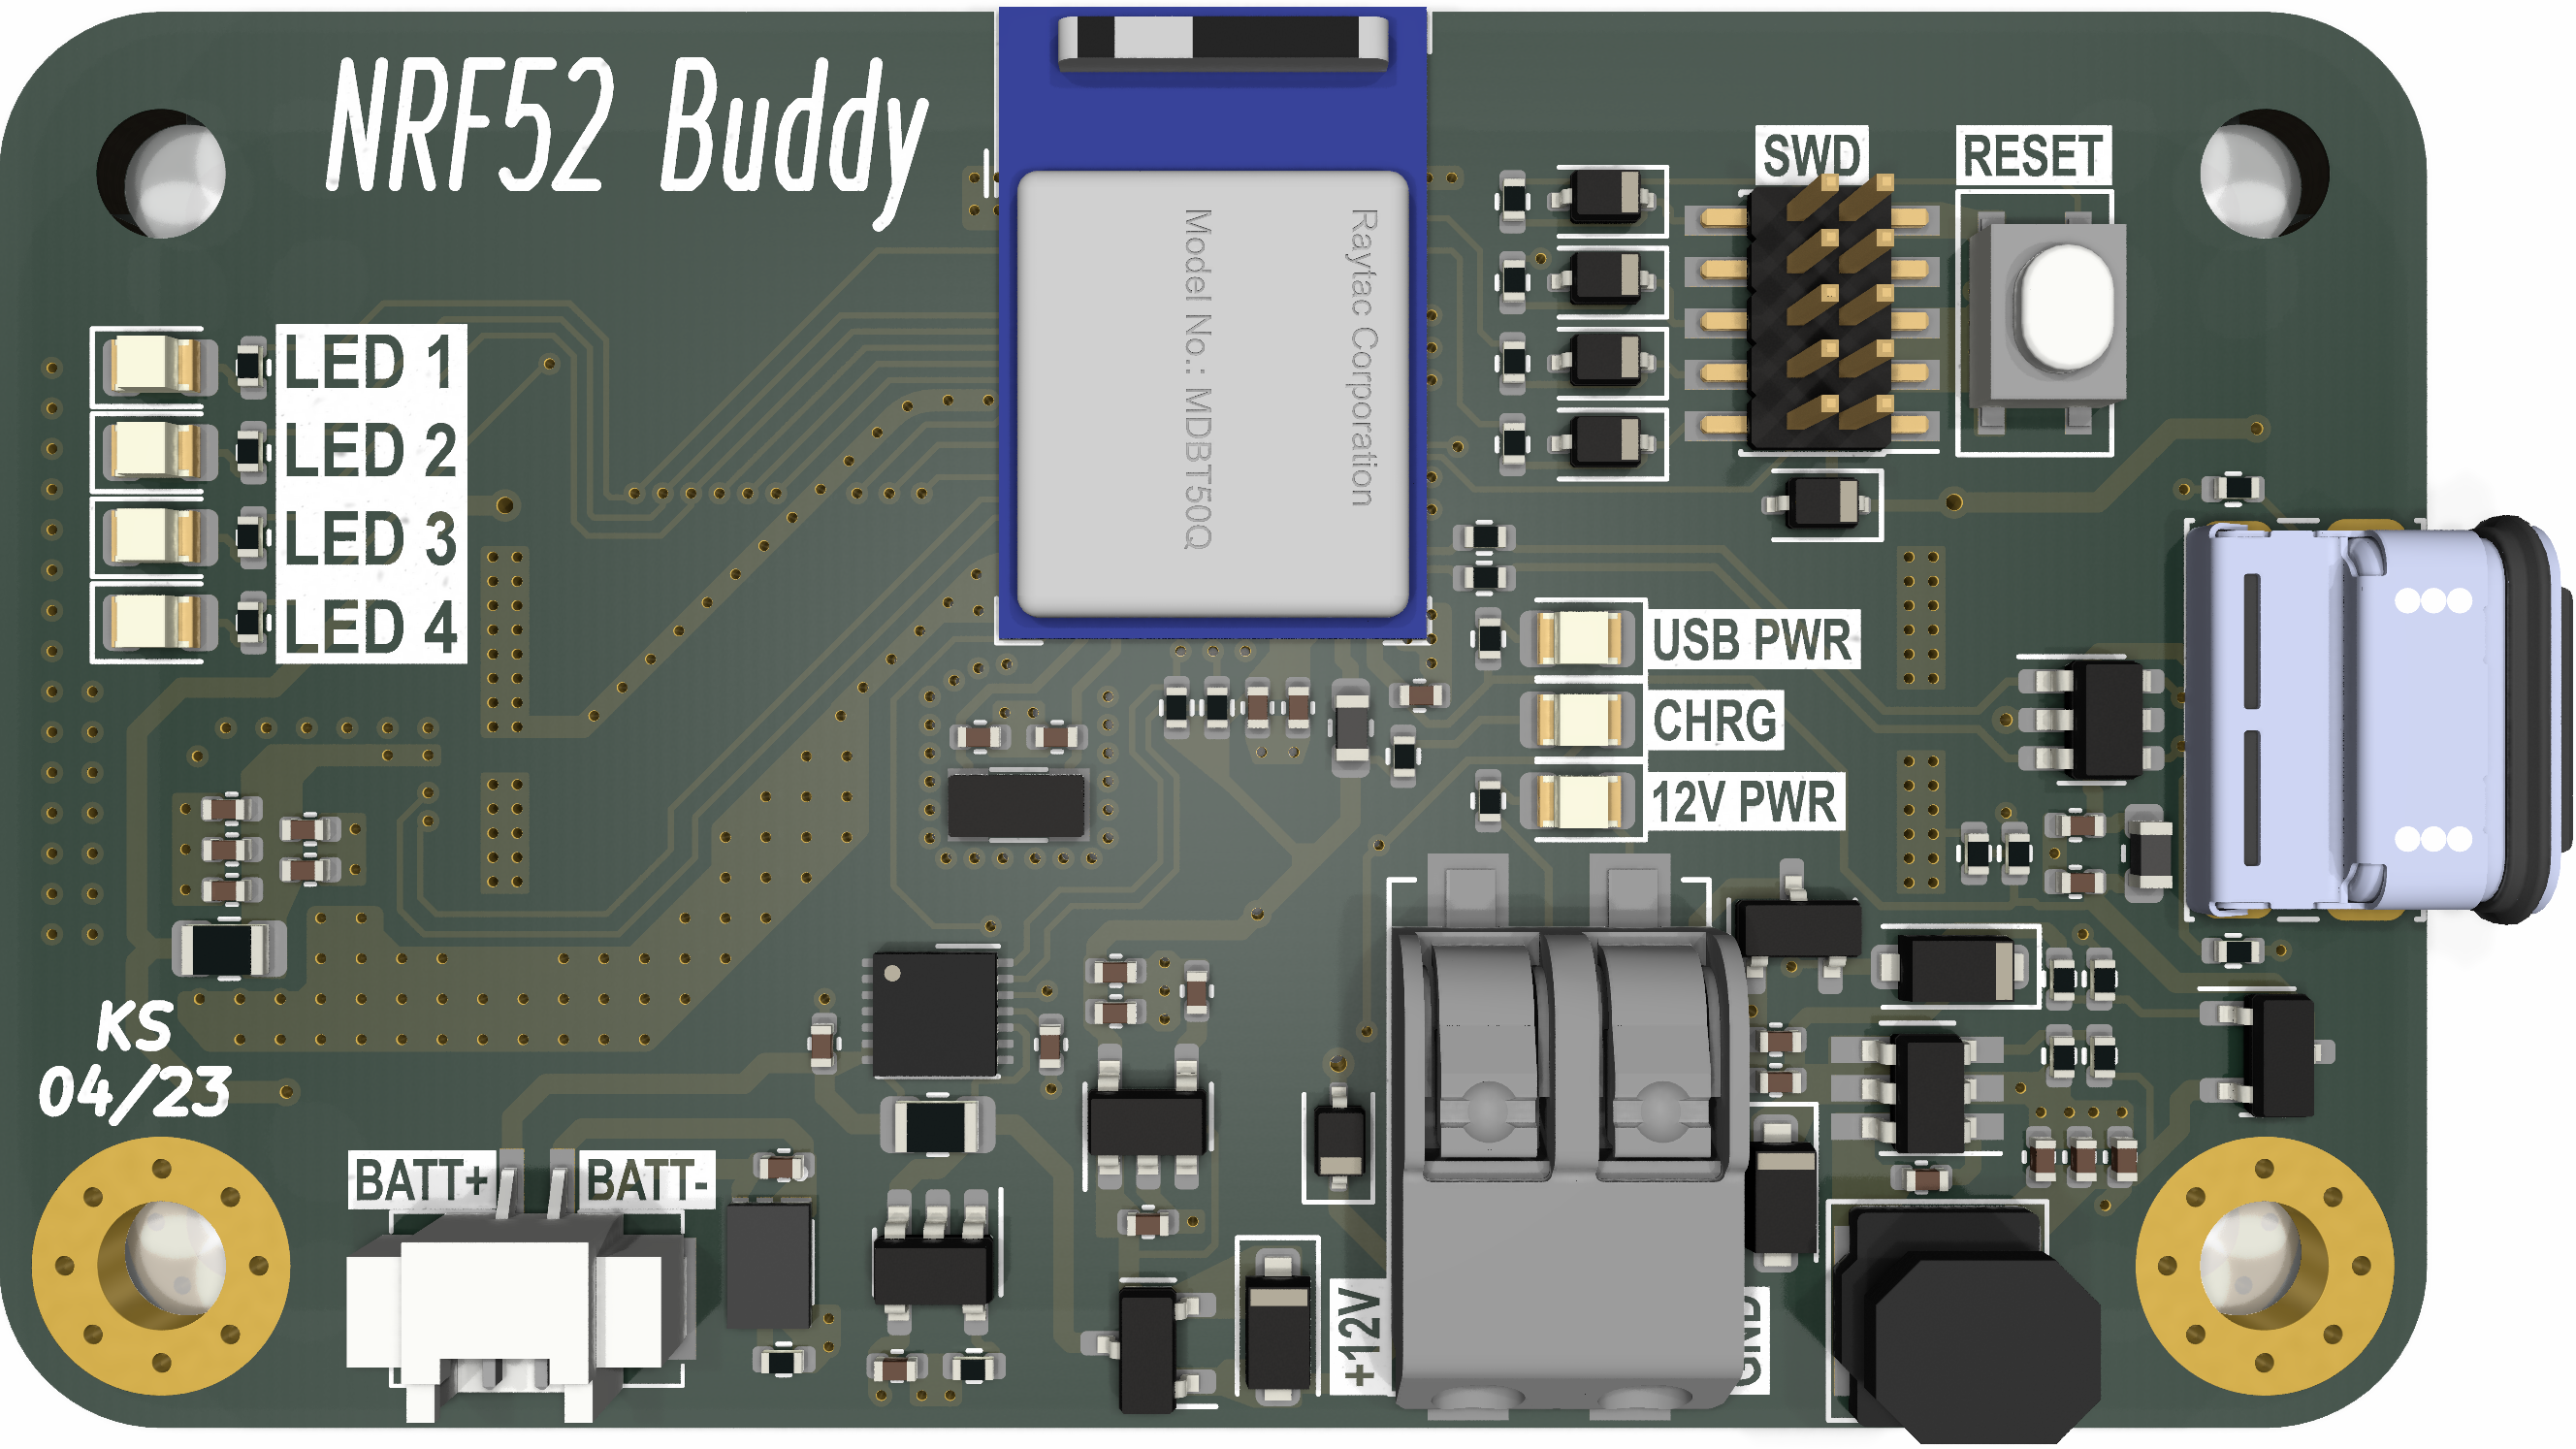 NRF52 Buddy
SWD
RESET
Raytac Corporation
Model No.: MDBT50Q
LED 1
LED 2
LED 3
LED 4
USB PWR
CHRG
12V PWR
KS
04/23
BATT+
BATT-
+12V
GND